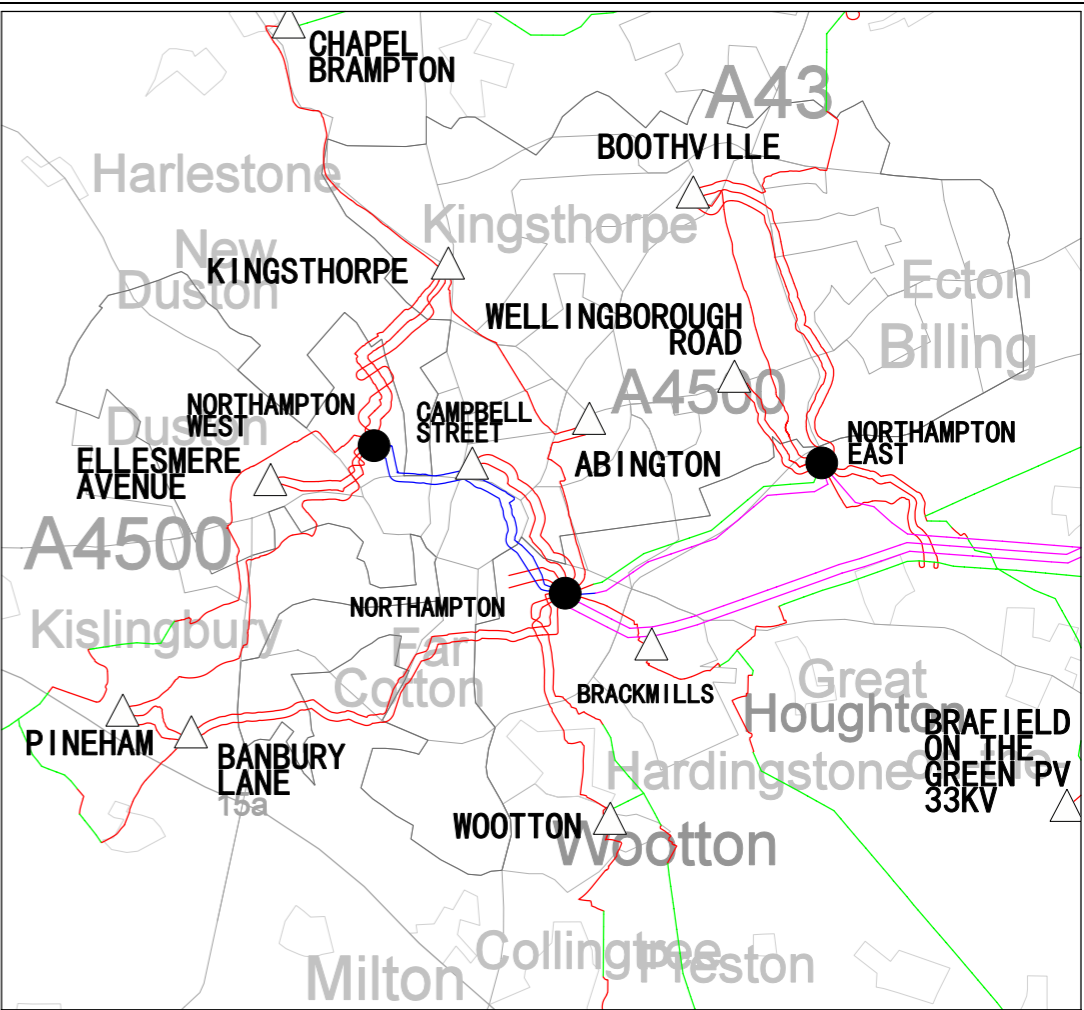 CHAPEL
BRAMPTON
A43
BOOTHVILLE
Harlestone
Kingsthorpe
New
Duston
KINGSTHORPE
Ecton
WELLINGBOROUGH
ROAD
Billing
A4500
NORTHAMPTON
WEST
CAMPBELL
STREET
Duston
NORTHAMPTON
EAST
ELLESMERE
AVENUE
ABINGTON
A4500
NORTHAMPTON
Kislingbury
Far
Cotton
BRACKMILLS
Great
Houghton
BRAFIELD
ON THE
GREEN PV
33KV
PINEHAM
BANBURY
LANE
15a
Hardingstone
WOOTTON
Wootton
Collingtree
Preston
Milton